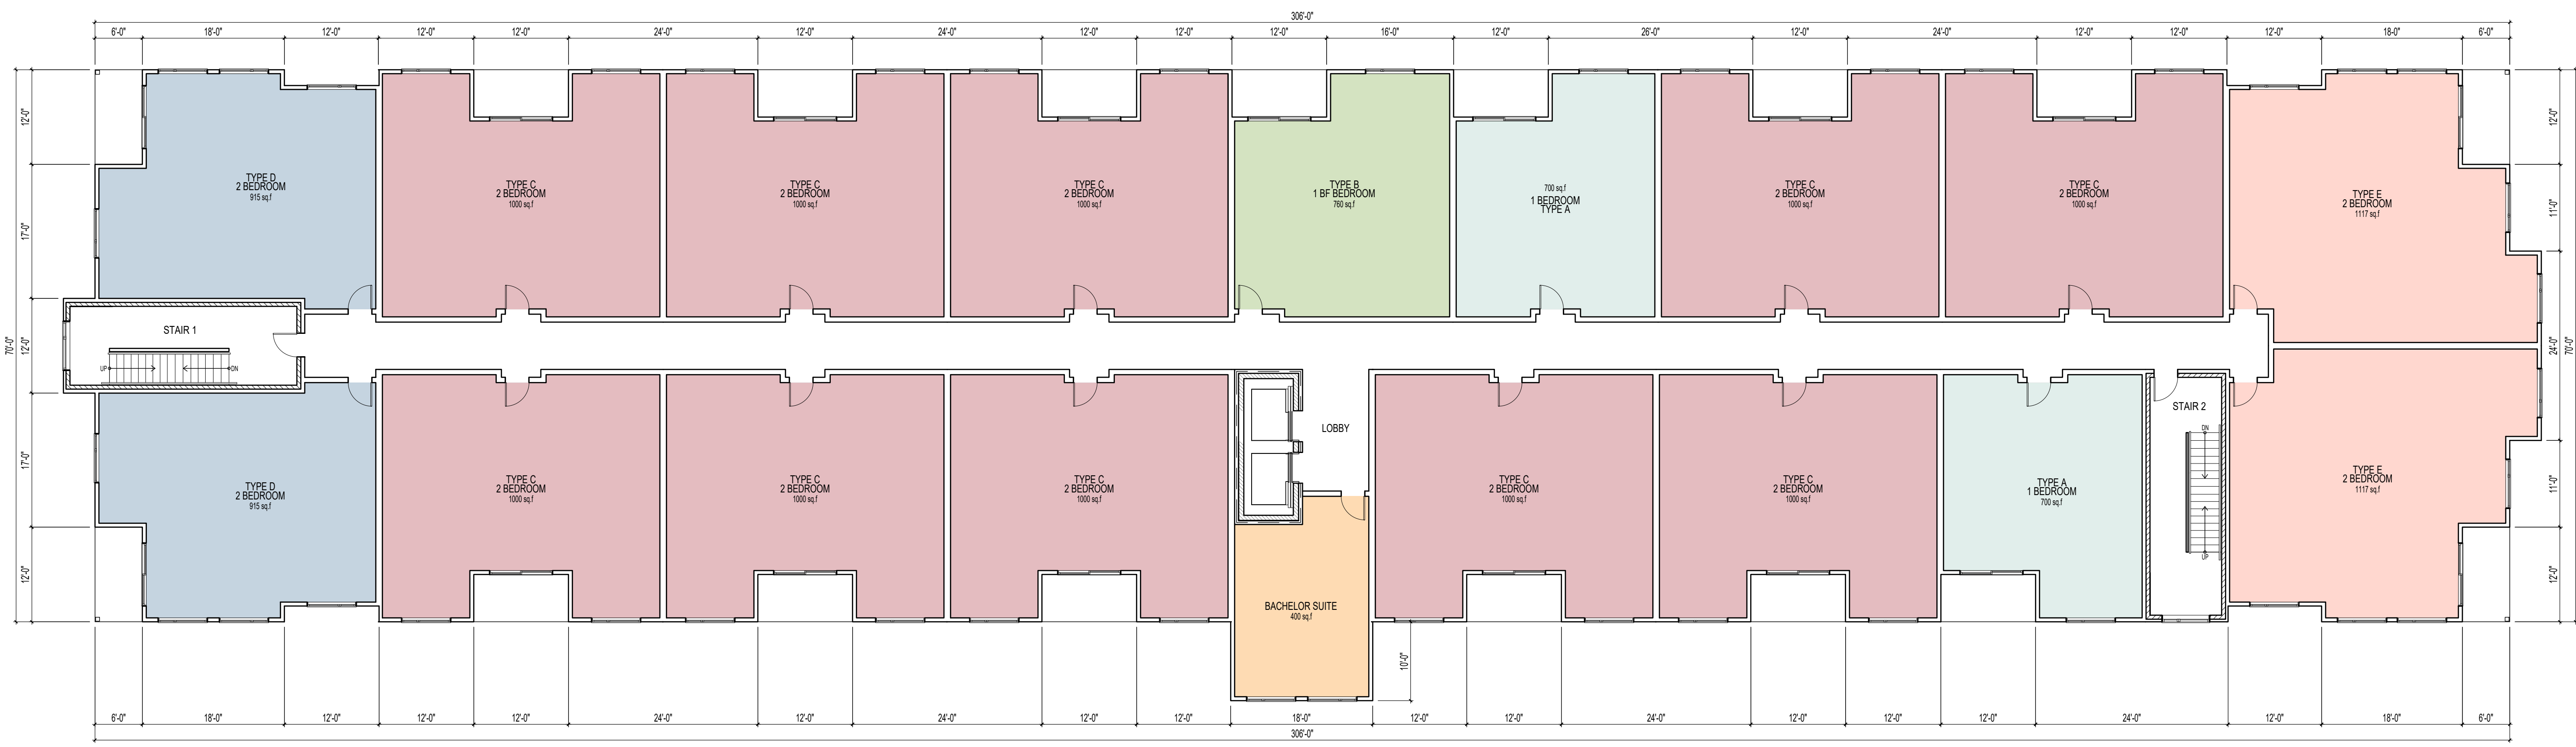 306'-0"
6'-0" 18'-0" 12'-0" 12'-0" 12'-0" 24'-0" 12'-0" 24'-0" 12'-0" 12'-0" 12'-0" 16'-0" 12'-0" 26'-0" 12'-0" 24'-0" 12'-0" 12'-0" 12'-0" 18'-0" 6'-0"
12'-0"
17'-0"
70'-0"
12'-0"
17'-0"
12'-0"
TYPE D
2 BEDROOM
915 sq.f
TYPE C
2 BEDROOM
1000 sq.f
TYPE C
2 BEDROOM
1000 sq.f
TYPE C
2 BEDROOM
1000 sq.f
TYPE B
1 BF BEDROOM
760 sq.f
700 sq.f
1 BEDROOM
TYPE A
TYPE C
2 BEDROOM
1000 sq.f
TYPE C
2 BEDROOM
1000 sq.f
TYPE E
2 BEDROOM
1117 sq.f
12'-0"
11'-0"
24'-0"
70'-0"
11'-0"
12'-0"
STAIR 1
UP
DN
LOBBY
STAIR 2
DN
UP
TYPE D
2 BEDROOM
915 sq.f
TYPE C
2 BEDROOM
1000 sq.f
TYPE C
2 BEDROOM
1000 sq.f
TYPE C
2 BEDROOM
1000 sq.f
TYPE C
2 BEDROOM
1000 sq.f
TYPE C
2 BEDROOM
1000 sq.f
TYPE A
1 BEDROOM
700 sq.f
TYPE E
2 BEDROOM
1117 sq.f
BACHELOR SUITE
400 sq.f
10'-0"
6'-0" 18'-0" 12'-0" 12'-0" 12'-0" 24'-0" 12'-0" 24'-0" 12'-0" 12'-0" 18'-0" 12'-0" 12'-0" 24'-0" 12'-0" 12'-0" 12'-0" 24'-0" 12'-0" 18'-0" 6'-0"
306'-0"